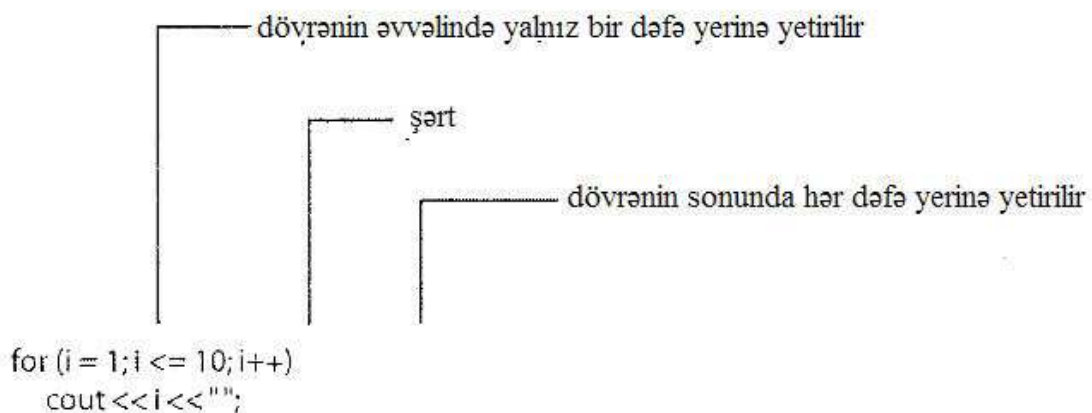 dövrənin əvvəlində yalnız bir dəfə yerinə yetirilir
şərt
dövrənin sonunda hər dəfə yerinə yetirilir
for (i = 1; i <= 10; i++)
cout <<i<< "";